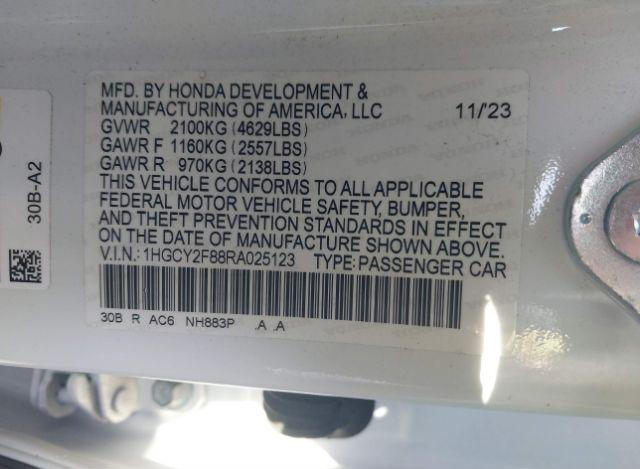 MFD. BY HONDA DEVELOPMENT &
MANUFACTURING OF AMERICA, LLC 11/'23
GVWR 2100KG (4629LBS)
GAWR F 1160KG (2557LBS)
GAWR R 970KG (2138LBS)
THIS VEHICLE CONFORMS TO ALL APPLICABLE
FEDERAL MOTOR VEHICLE SAFETY, BUMPER,
AND THEFT PREVENTION STANDARDS IN EFFECT
ON THE DATE OF MANUFACTURE SHOWN ABOVE.
V.I.N.: 1HGCY2F88RA025123 TYPE: PASSENGER CAR
30B R AC6 NH883P .A .A
30B-A2